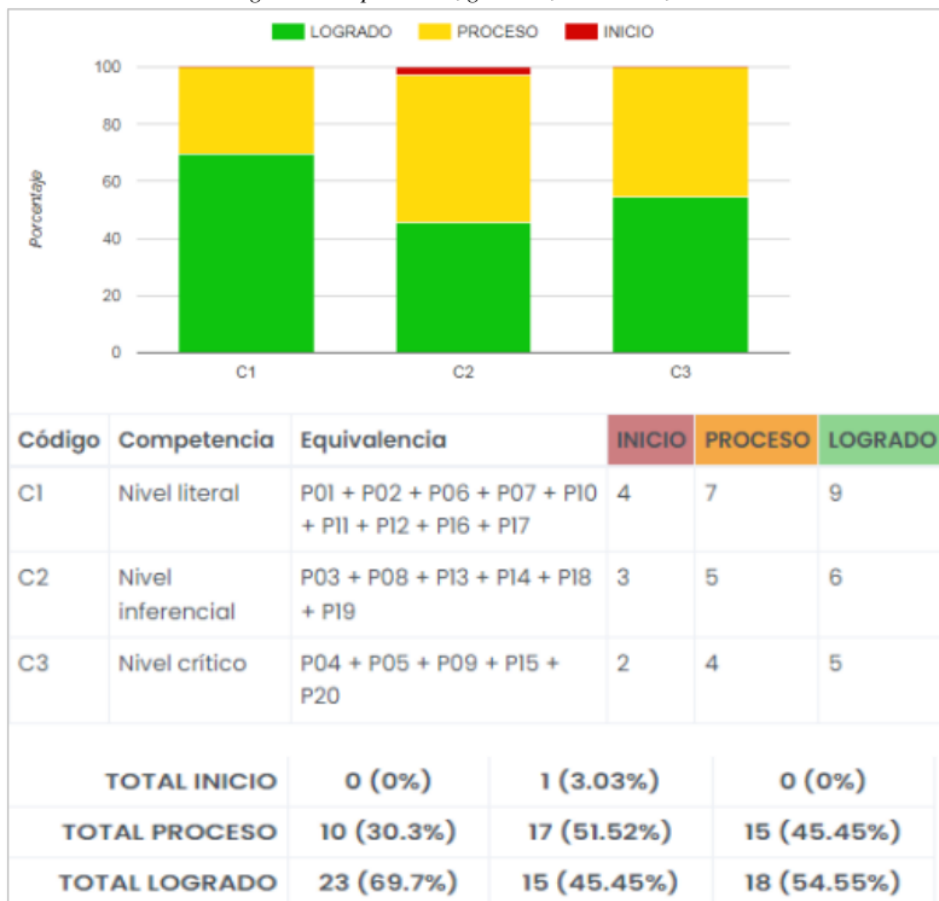 LOGRADO PROCESO INICIO
100
80
60
40
20
0
Porcentaje
C1 C2 C3
Código Competencia Equivalencia INICIO PROCESO LOGRADO
C1 Nivel literal P01 + P02 + P06 + P07 + P10 4 7 9
+ P11 + P12 + P16 + P17
C2 Nivel P03 + P08 + P13 + P14 + P18 3 5 6
inferencial + P19
C3 Nivel crítico P04 + P05 + P09 + P15 + 2 4 5
P20
TOTAL INICIO 0 (0%) 1 (3.03%) 0 (0%)
TOTAL PROCESO 10 (30.3%) 17 (51.52%) 15 (45.45%)
TOTAL LOGRADO 23 (69.7%) 15 (45.45%) 18 (54.55%)